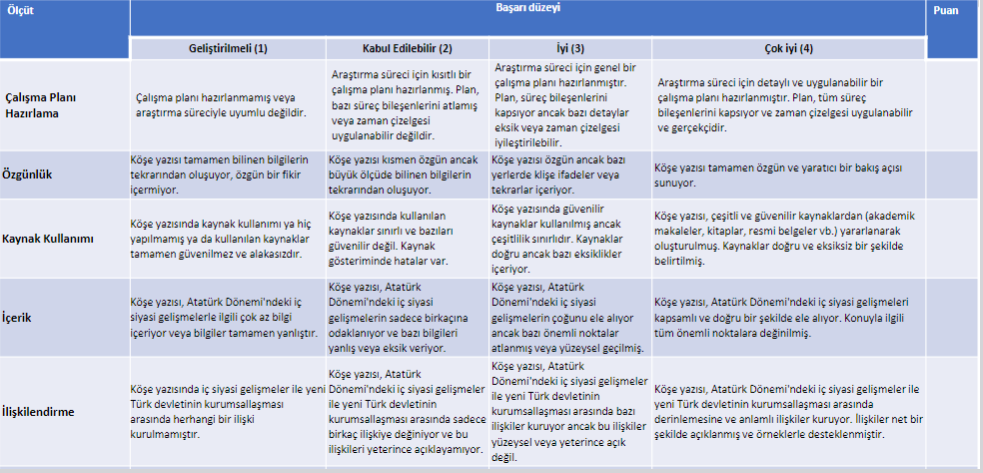 Ölçüt
Başarı düzeyi
Puan
Geliştirilmeli (1)
Kabul Edilebilir (2)
İyi (3)
Çok iyi (4)
Çalışma Planı
Hazırlama
Çalışma planı hazırlanmamış veya
araştırma süreciyle uyumlu değildir.
Araştırma süreci için kısıtlı bir
çalışma planı hazırlanmış. Plan,
bazı süreç bileşenlerini atlamış
veya zaman çizelgesi
uygulanabilir değildir.
Araştırma süreci için genel bir
çalışma planı hazırlanmıştır.
Plan, süreç bileşenlerini
kapsıyor ancak bazı detaylar
eksik veya zaman çizelgesi
iyileştirilebilir.
Araştırma süreci için detaylı ve uygulanabilir bir
çalışma planı hazırlanmıştır. Plan, tüm süreç
bileşenlerini kapsıyor ve zaman çizelgesi uygulanabilir
ve gerçekçidir.
Özgünlük
Köşe yazısı tamamen bilinen bilgilerin
tekrarından oluşuyor, özgün bir fikir
içermiyor.
Köşe yazısı kısmen özgün ancak
büyük ölçüde bilinen bilgilerin
tekrarından oluşuyor.
Köşe yazısı özgün ancak bazı
yerlerde klişe ifadeler veya
tekrarlar içeriyor.
Köşe yazısı tamamen özgün ve yaratıcı bir bakış açısı
sunuyor.
Kaynak Kullanımı
Köşe yazısında kaynak kullanımı ya hiç
yapılmamış ya da kullanılan kaynaklar
tamamen güvenilmez ve alakasızdır.
Köşe yazısında kullanılan
kaynaklar sınırlı ve bazıları
güvenilir değil. Kaynak
gösteriminde hatalar var.
Köşe yazısında güvenilir
kaynaklar kullanılmış ancak
çeşitlilik sınırlıdır. Kaynaklar
doğru ancak bazı eksiklikler
içeriyor.
Köşe yazısı, çeşitli ve güvenilir kaynaklardan (akademik
makaleler, kitaplar, resmi belgeler vb.) yararlanarak
oluşturulmuş. Kaynaklar doğru ve eksiksiz bir şekilde
belirtilmiş.
İçerik
Köşe yazısı, Atatürk Dönemi'ndeki iç
siyasi gelişmelerle ilgili çok az bilgi
içeriyor veya bilgiler tamamen yanlıştır.
Köşe yazısı, Atatürk
Dönemi'ndeki iç siyasi
gelişmelerin sadece birkaçına
odaklanıyor ve bazı bilgileri
yanlış veya eksik veriyor.
Köşe yazısı, Atatürk
Dönemi'ndeki iç siyasi
gelişmelerin çoğunu ele alıyor
ancak bazı önemli noktalar
atlanmış veya yüzeysel geçilmiş.
Köşe yazısı, Atatürk Dönemi'ndeki iç siyasi gelişmeleri
kapsamlı ve doğru bir şekilde ele alıyor. Konuyla ilgili
tüm önemli noktalara değinilmiş.
İlişkilendirme
Köşe yazısında iç siyasi gelişmeler ile yeni
Türk devletinin kurumsallaşması
arasında herhangi bir ilişki
kurulmamıştır.
Köşe yazısı, Atatürk
Dönemi'ndeki iç siyasi gelişmeler
ile yeni Türk devletinin
kurumsallaşması arasında sadece
birkaç ilişkiye değiniyor ve bu
ilişkileri yeterince açıklayamıyor.
Köşe yazısı, Atatürk
Dönemi'ndeki iç siyasi gelişmeler
ile yeni Türk devletinin
kurumsallaşması arasında bazı
ilişkiler kuruyor ancak bu ilişkiler
yüzeysel veya yeterince açık
değil.
Köşe yazısı, Atatürk Dönemi'ndeki iç siyasi gelişmeler ile
yeni Türk devletinin kurumsallaşması arasında
derinlemesine ve anlamlı ilişkiler kuruyor. İlişkiler net bir
şekilde açıklanmış ve örneklerle desteklenmiştir.